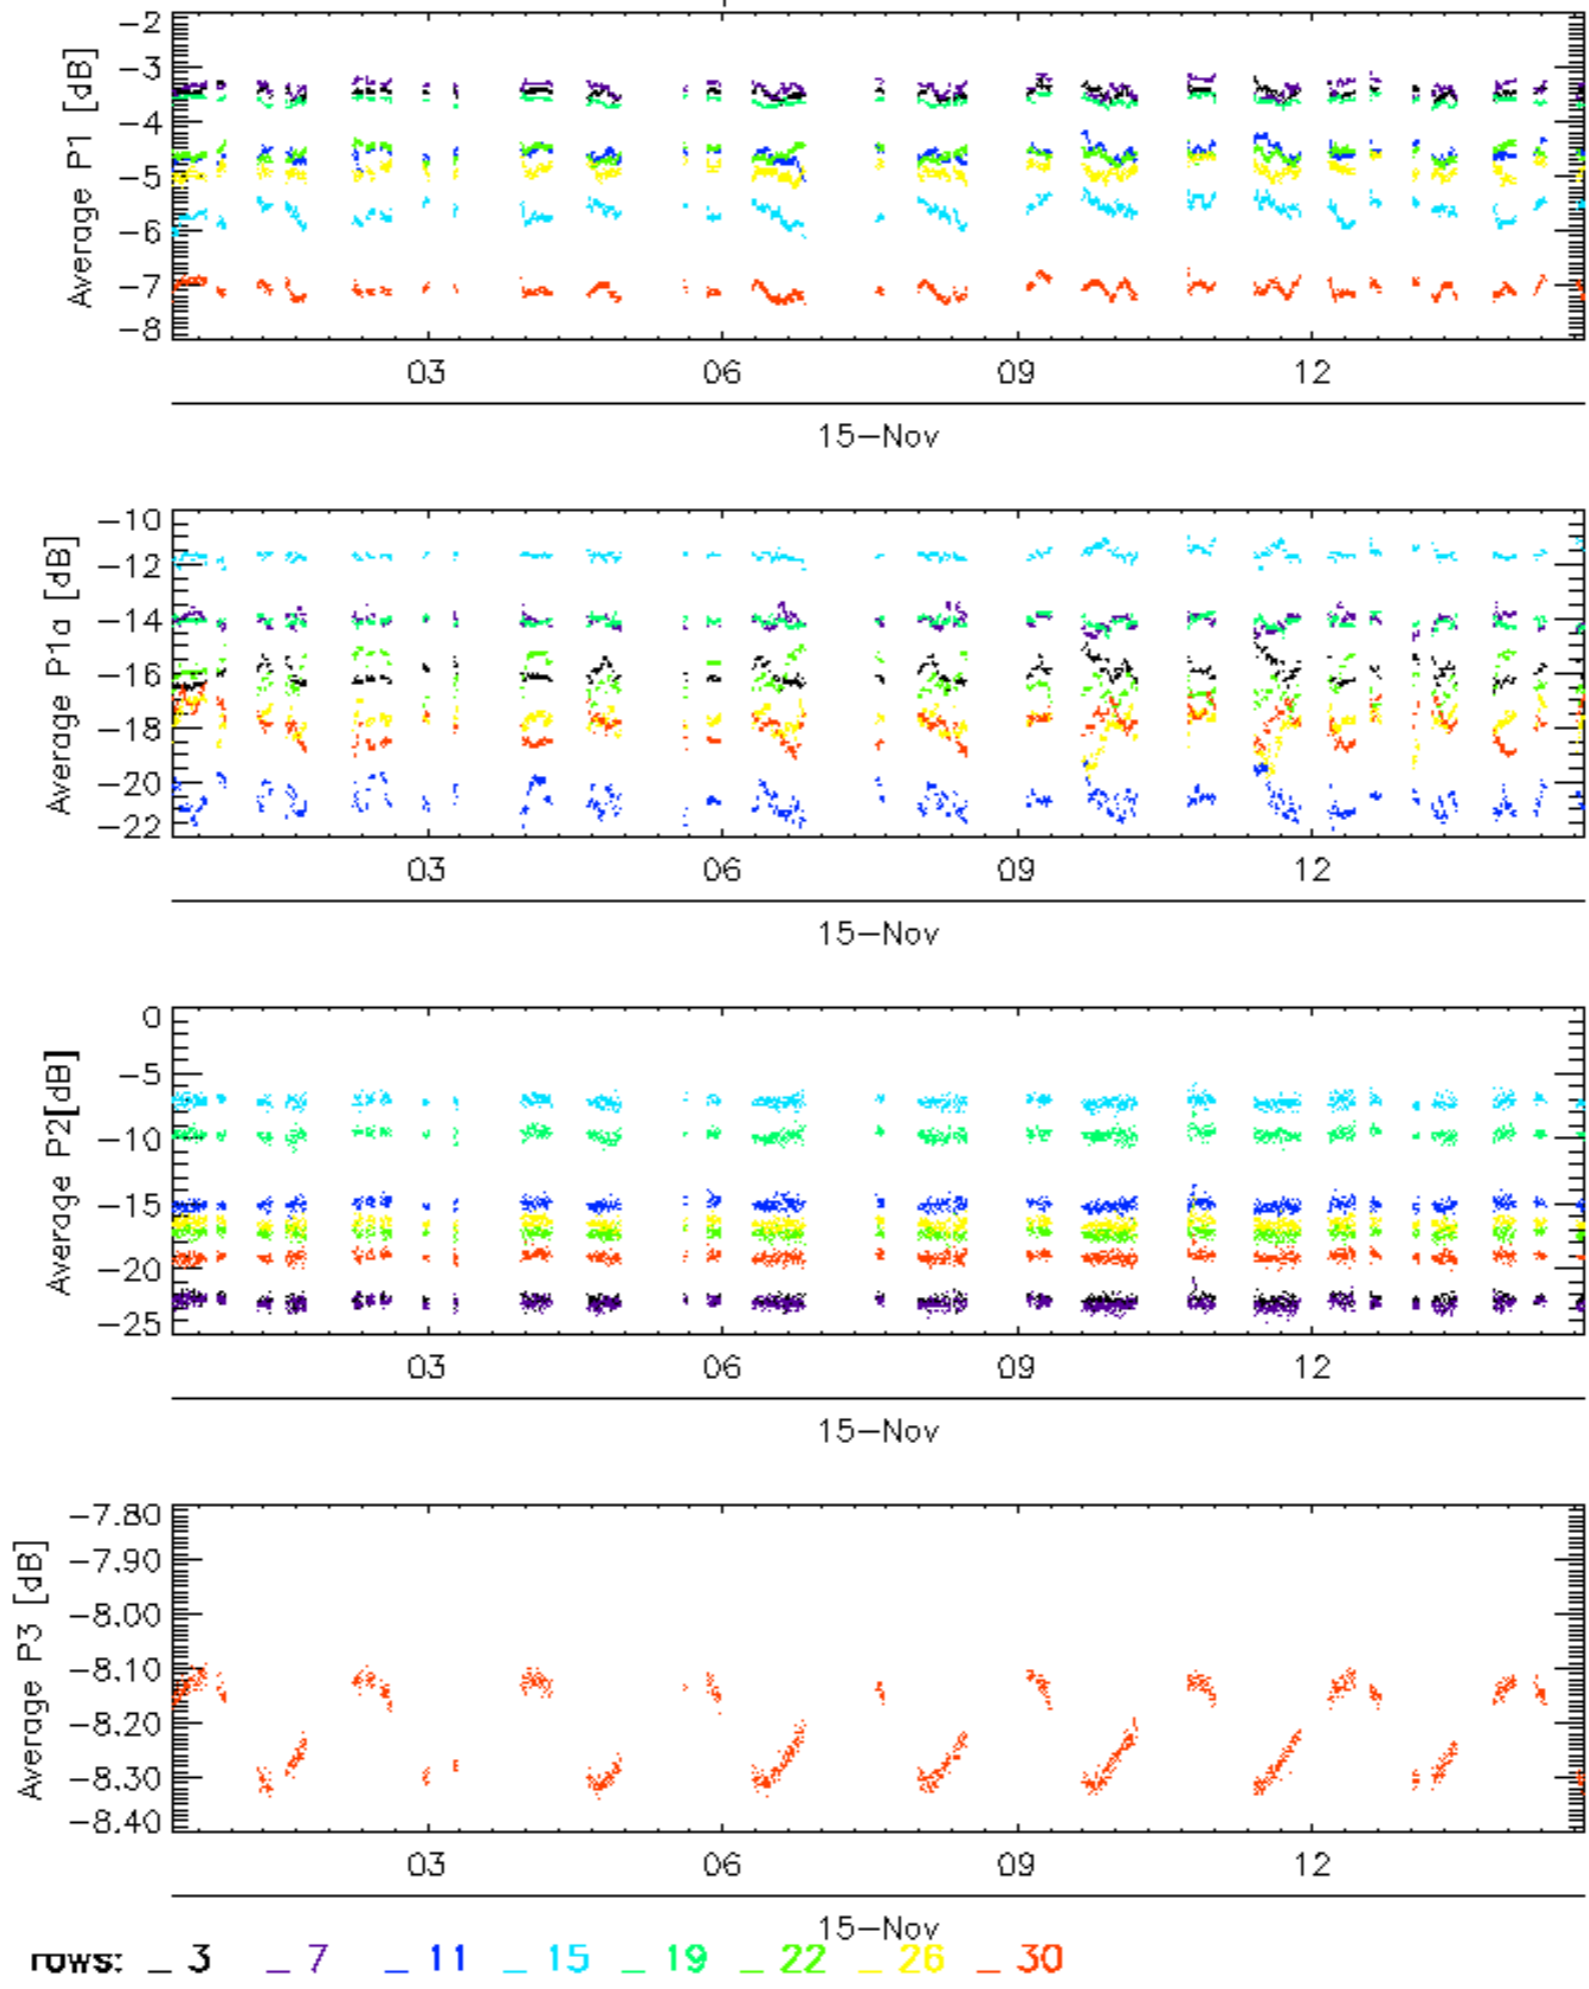 Average P1 [dB]
−2
−3
−4
−5
−6
−7
−8
03 06 09 12
15−Nov
Average P1a [dB]
−10
−12
−14
−16
−18
−20
−22
03 06 09 12
15−Nov
Average P2[dB]
0
−5
−10
−15
−20
−25
03 06 09 12
15−Nov
Average P3 [dB]
−7.80
−7.90
−8.00
−8.10
−8.20
−8.30
−8.40
03 06 09 12
15−Nov
rows: _ 3 _ 7 _ 11 _ 15 _ 19 _ 22 _ 26 _ 30